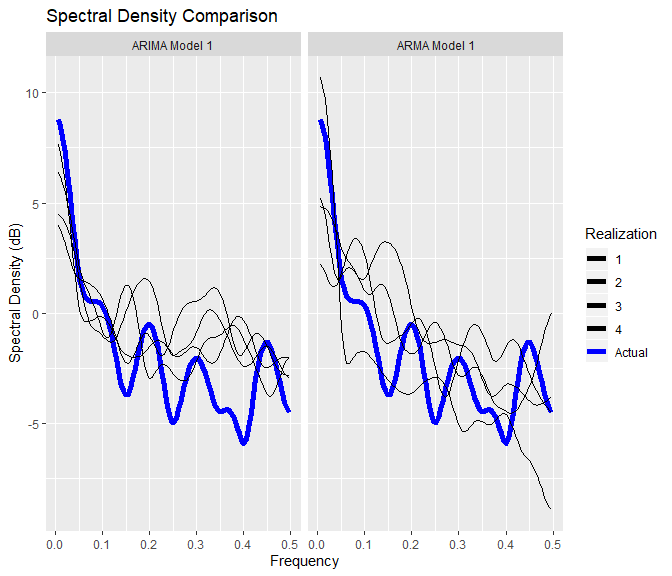 Spectral Density Comparison
ARIMA Model 1
ARMA Model 1
10
5
0
-5
Spectral Density (dB)
0.0 0.1 0.2 0.3 0.4 0.5
0.0 0.1 0.2 0.3 0.4 0.5
Frequency
Realization
1
2
3
4
Actual